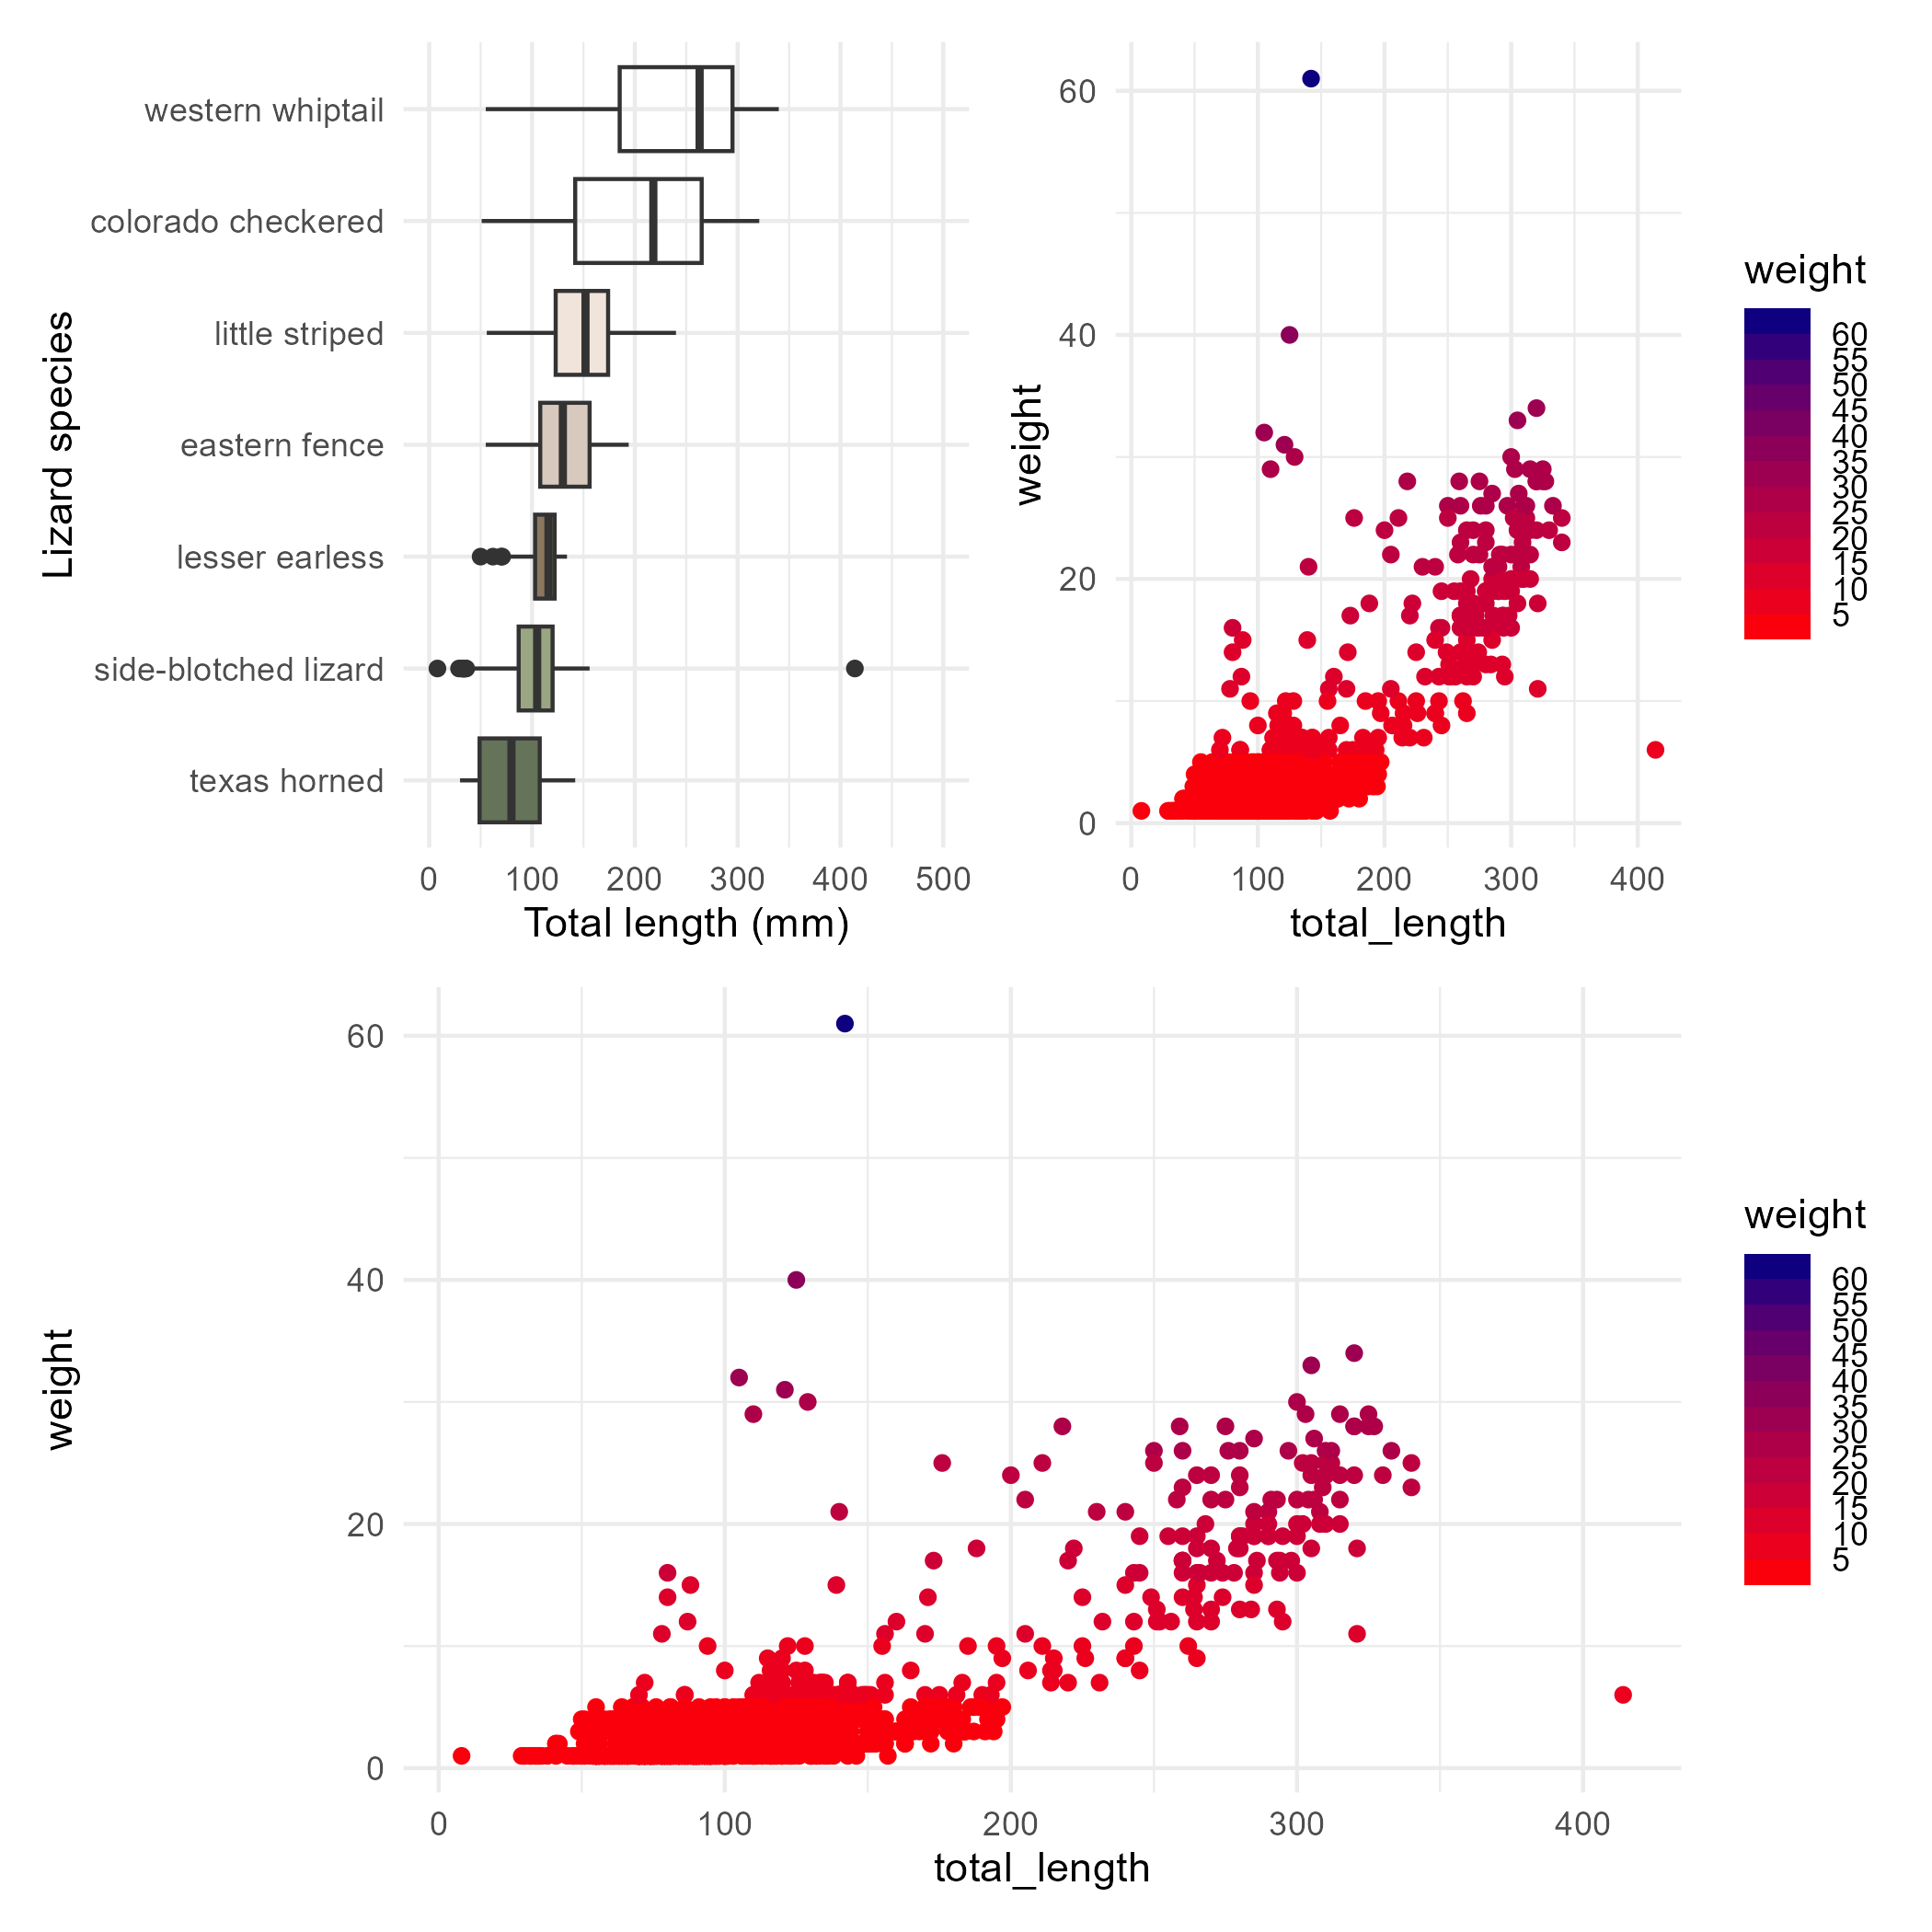 Lizard species
western whiptail
colorado checkered
little striped
eastern fence
lesser earless
side-blotched lizard
texas horned
0 100 200 300 400 500
Total length (mm)
weight
60
40
20
0
0 100 200 300 400
total_length
weight
60
55
50
45
40
35
30
25
20
15
10
5
weight
60
40
20
0
0 100 200 300 400
total_length
weight
60
55
50
45
40
35
30
25
20
15
10
5